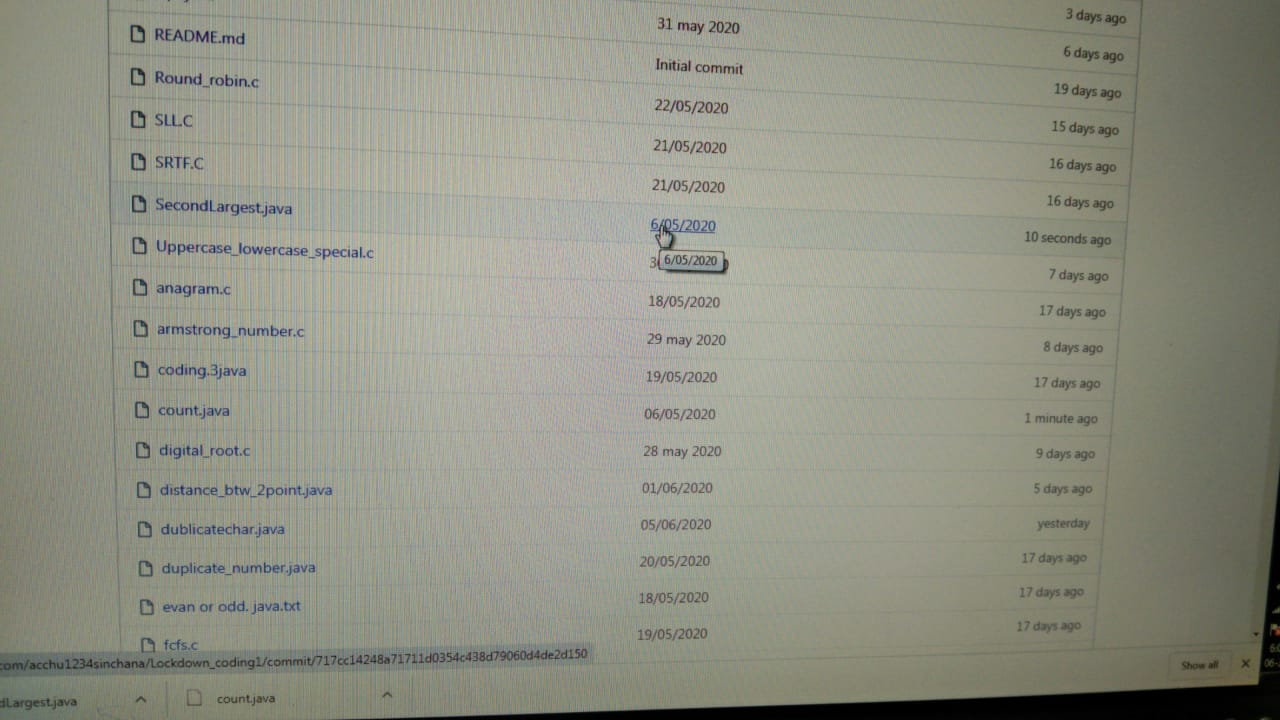 3 days ago
31 may 2020 6 days ago
README.md Initial commit 19 days ago
Round_robin.c 22/05/2020 15 days ago
SLL.C 21/05/2020 16 days ago
SRTF.C 21/05/2020 16 days ago
SecondLargest.java 6/05/2020 10 seconds ago
6/05/2020
Uppercase_lowercase_special.c 7 days ago
anagram.c 18/05/2020 17 days ago
armstrong_number.c 29 may 2020 8 days ago
coding.3java 19/05/2020 17 days ago
count.java 06/05/2020 1 minute ago
digital_root.c 28 may 2020 9 days ago
distance_btw_2point.java 01/06/2020 5 days ago
dublicatechar.java 05/06/2020 yesterday
duplicate_number.java 20/05/2020 17 days ago
evan or odd. java.txt 18/05/2020 17 days ago
fcfs.c 19/05/2020 17 days ago
com/acchu1234sinchana/Lockdown_coding1/commit/717cc14248a71711d0354c438d79060d4de2d150
dLargest.java count.java Show all